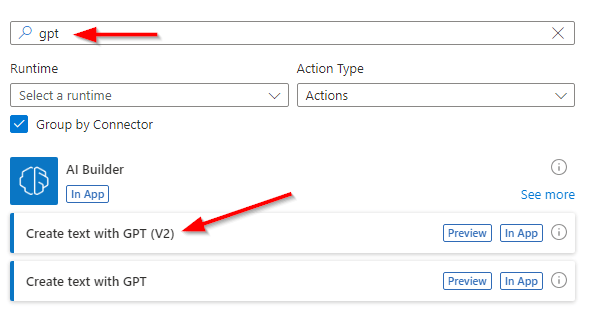 gpt
Runtime
Action Type
Select a runtime
Actions
Group by Connector
AI Builder
In App
See more
Create text with GPT (V2)
Preview
In App
Create text with GPT
Preview
In App